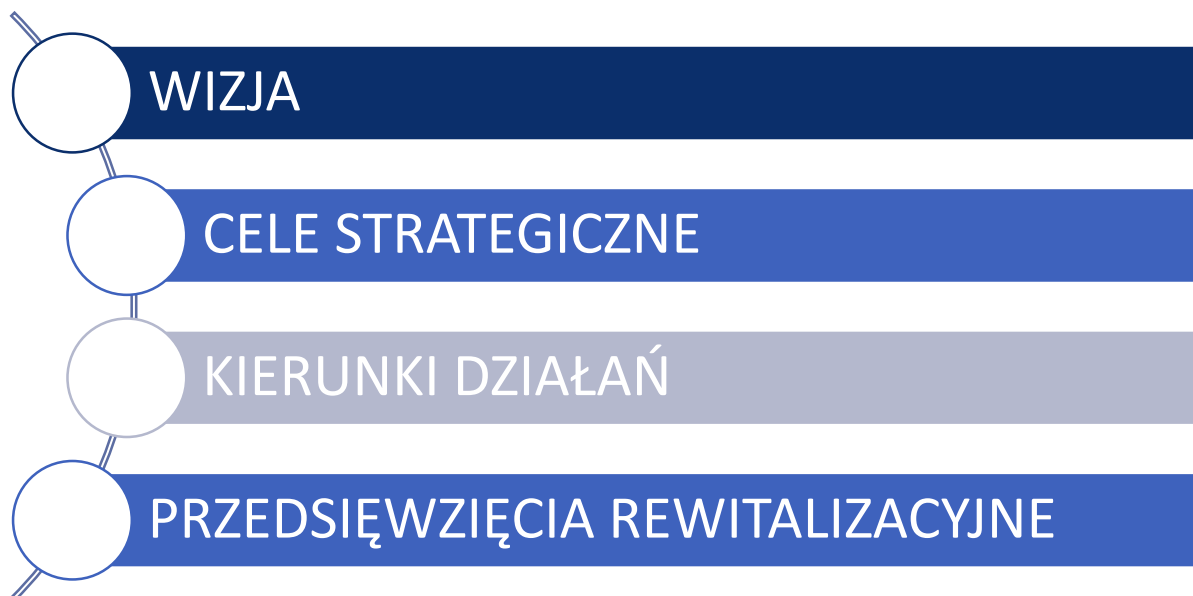 WIZJA
CELE STRATEGICZNE
KIERUNKI DZIAŁAŃ
PRZEDSIĘWZIĘCIA REWITALIZACYJNE